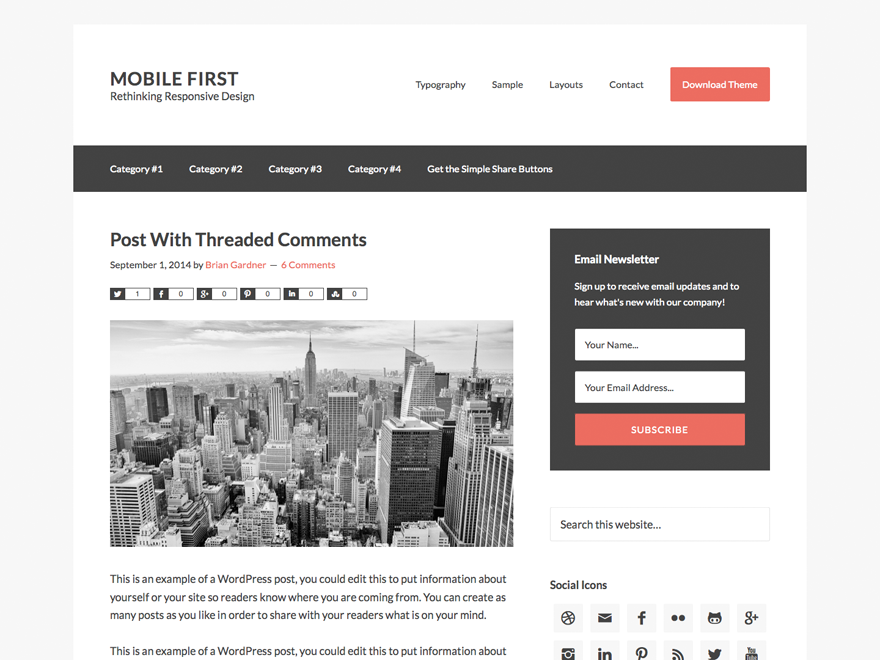 MOBILE FIRST
Rethinking Responsive Design
Typography Sample Layouts Contact Download Theme
Category #1 Category #2 Category #3 Category #4 Get the Simple Share Buttons
Post With Threaded Comments
September 1, 2014 by Brian Gardner — 6 Comments
1 0 0 0 0 0
This is an example of a WordPress post, you could edit this to put information about
yourself or your site so readers know where you are coming from. You can create as
many posts as you like in order to share with your readers what is on your mind.
This is an example of a WordPress post, you could edit this to put information about
Email Newsletter
Sign up to receive email updates and to
hear what's new with our company!
Your Name...
Your Email Address...
SUBSCRIBE
Search this website...
Social Icons
You